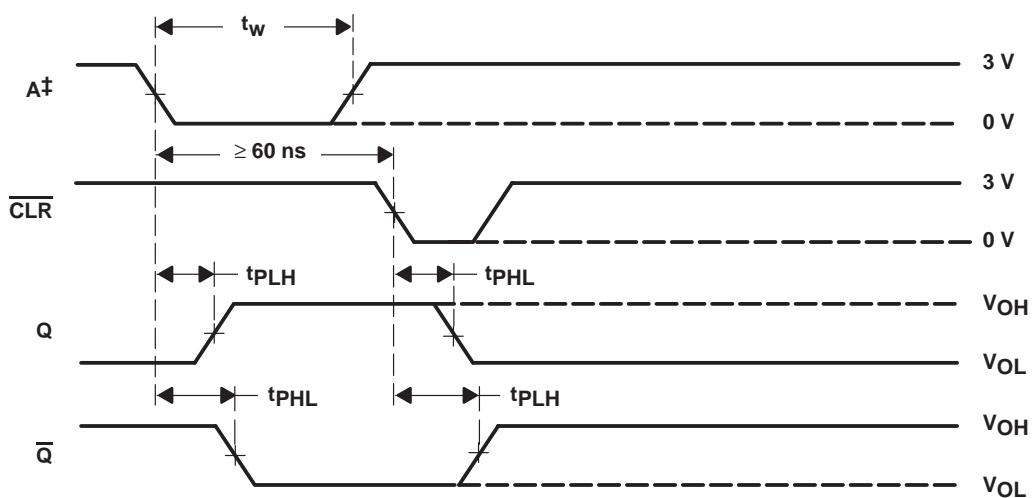 tw
A‡
3 V
0 V
≥ 60 ns
CLR
3 V
0 V
tPLH
tPHL
Q
VOH
VOL
tPHL
tPLH
Q
VOH
VOL